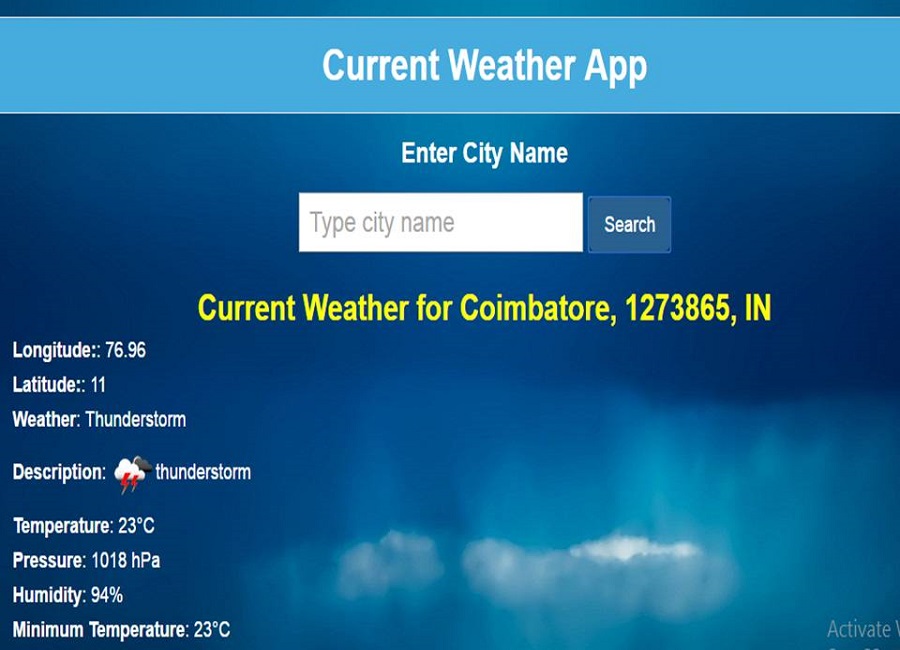 Current Weather App
Enter City Name
Type city name
Search
Current Weather for Coimbatore, 1273865, IN
Longitude:: 76.96
Latitude:: 11
Weather: Thunderstorm
Description: thunderstorm
Temperature: 23°C
Pressure: 1018 hPa
Humidity: 94%
Minimum Temperature: 23°C
Activate